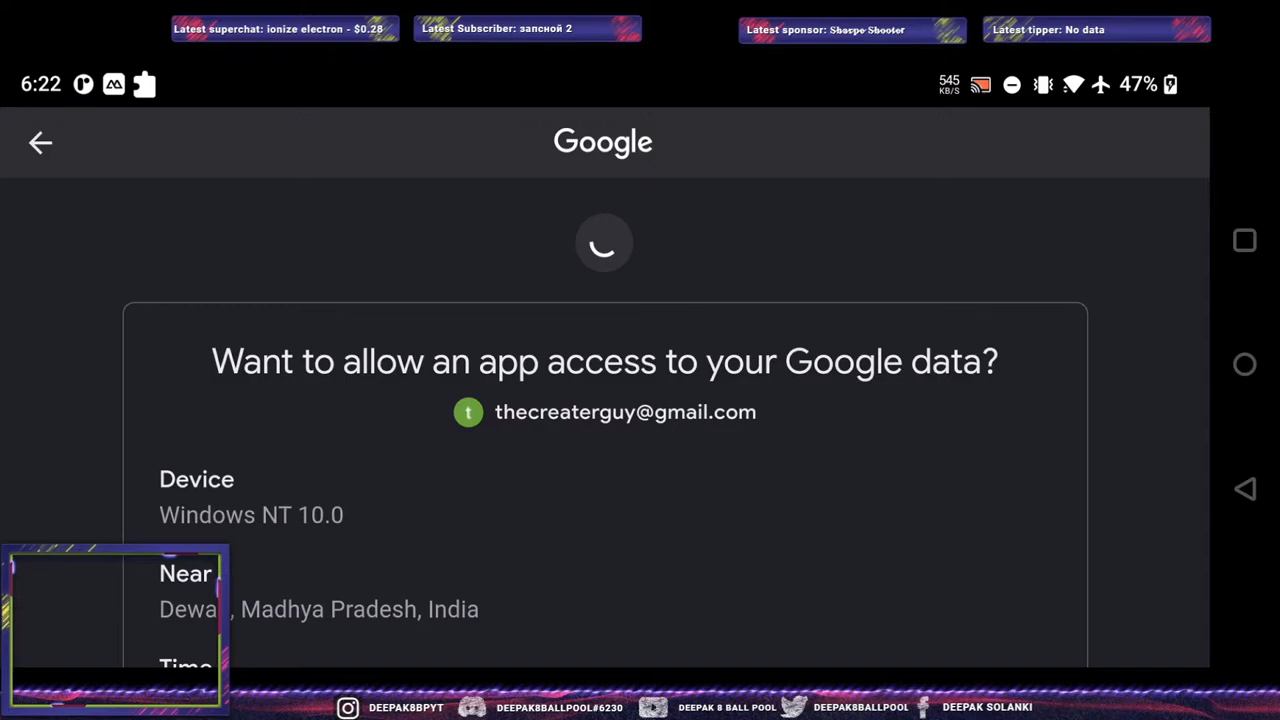 Latest superchat: ionize electron - $0.28
Latest Subscriber: запсной 2
Latest sponsor: Sharpe Shooter
Latest tipper: No data
6:22
545
KB/S
47%
Google
Want to allow an app access to your Google data?
t
thecreaterguy@gmail.com
Device
Windows NT 10.0
Near
Dewa , Madhya Pradesh, India
Time
DEEPAK8BPYT
DEEPAK8BALLPOOL#6230
DEEPAK 8 BALL POOL
DEEPAK8BALLPOOL
DEEPAK SOLANKI